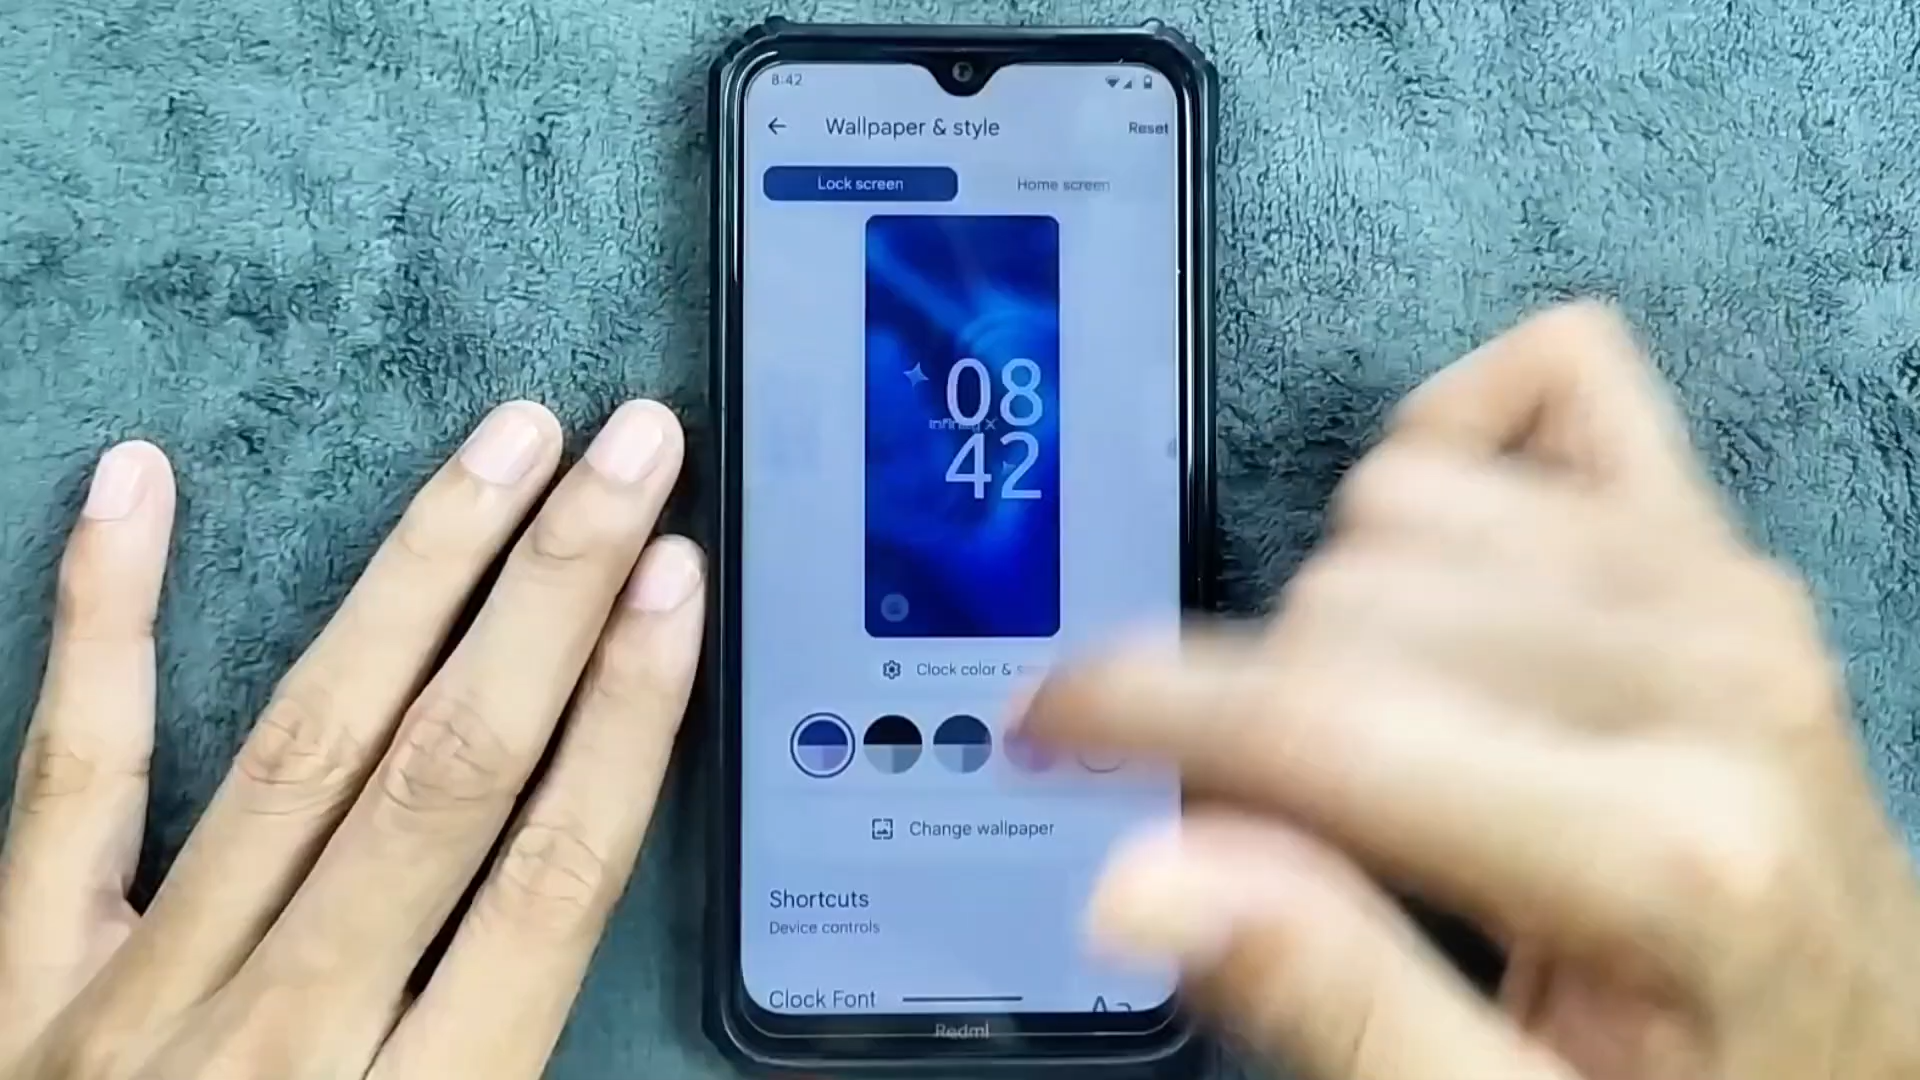 8:42
Wallpaper & style
Reset
Lock screen
Home screen
08
Infinity X
42
Clock color &
Change wallpaper
Shortcuts
Device controls
Clock Font
Redmi